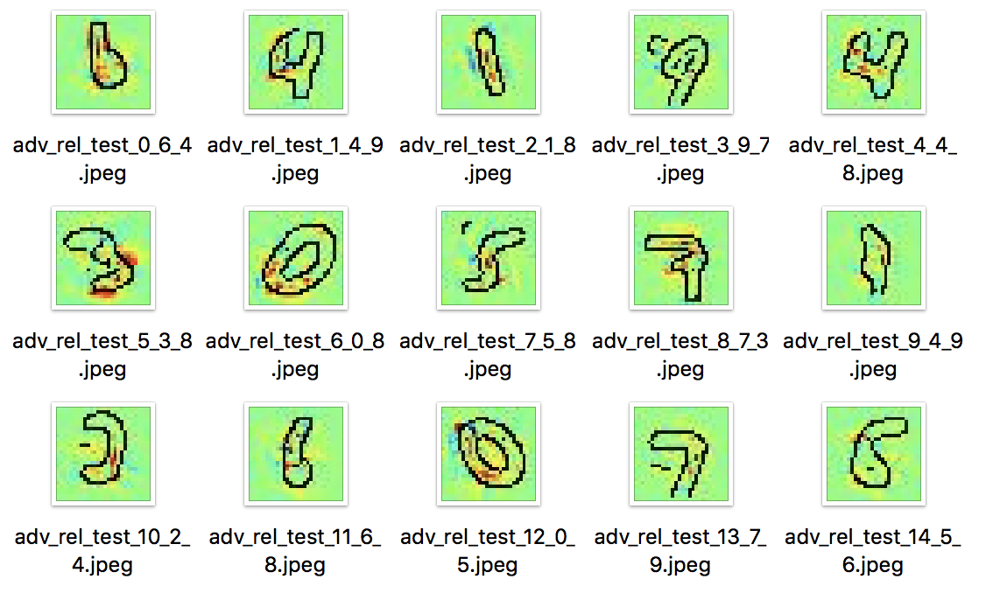 adv_rel_test_0_6_4
.jpeg
adv_rel_test_1_4_9
.jpeg
adv_rel_test_2_1_8
.jpeg
adv_rel_test_3_9_7
.jpeg
adv_rel_test_4_4_
8.jpeg
adv_rel_test_5_3_8
.jpeg
adv_rel_test_6_0_8
.jpeg
adv_rel_test_7_5_8
.jpeg
adv_rel_test_8_7_3
.jpeg
adv_rel_test_9_4_9
.jpeg
adv_rel_test_10_2_
4.jpeg
adv_rel_test_11_6_
8.jpeg
adv_rel_test_12_0_
5.jpeg
adv_rel_test_13_7_
9.jpeg
adv_rel_test_14_5_
6.jpeg